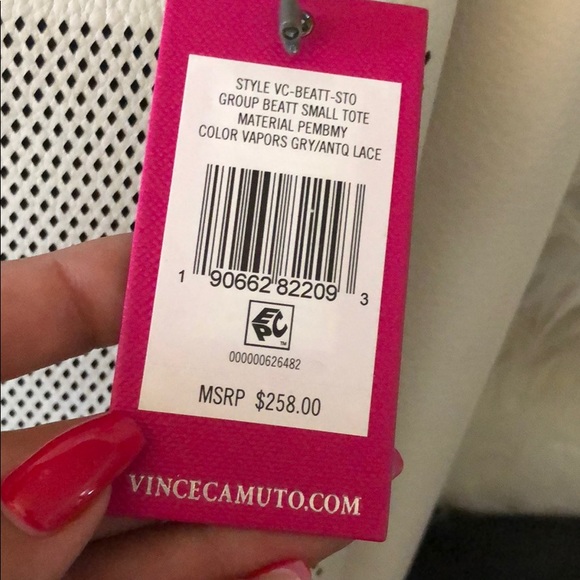 STYLE VC-BEATT-STO
GROUP BEATT SMALL TOTE
MATERIAL PEMBMY
COLOR VAPORS GRY/ANTQ LACE
1 90662 82209 3
EPC™
000000626482
MSRP $258.00
VINCECAMUTO.COM